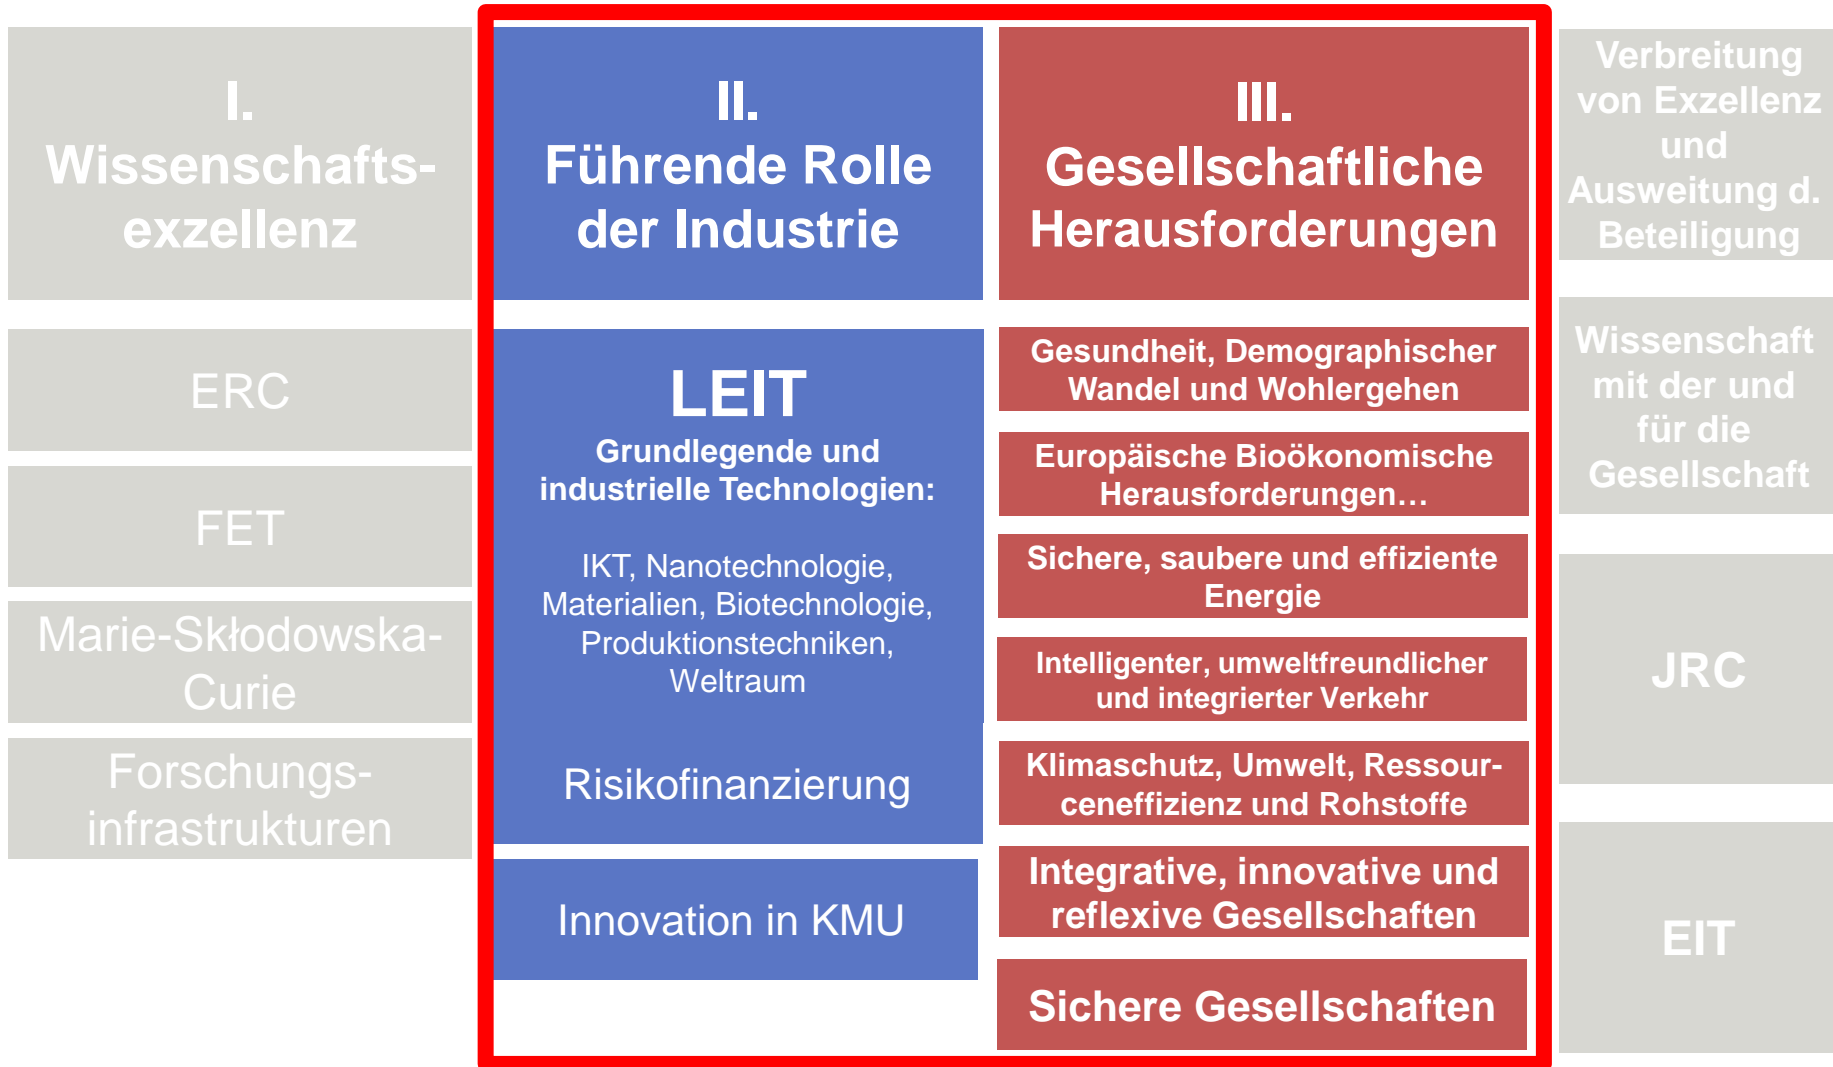 I.
Wissenschafts-
exzellenz
ERC
FET
Marie-Skłodowska-
Curie
Forschungs-
infrastrukturen
II.
Führende Rolle
der Industrie
LEIT
Grundlegende und
industrielle Technologien:
IKT, Nanotechnologie,
Materialien, Biotechnologie,
Produktionstechniken,
Weltraum
Risikofinanzierung
Innovation in KMU
III.
Gesellschaftliche
Herausforderungen
Gesundheit, Demographischer
Wandel und Wohlergehen
Europäische Bioökonomische
Herausforderungen…
Sichere, saubere und effiziente
Energie
Intelligenter, umweltfreundlicher
und integrierter Verkehr
Klimaschutz, Umwelt, Ressour-
ceneffizienz und Rohstoffe
Integrative, innovative und
reflexive Gesellschaften
Sichere Gesellschaften
Verbreitung
von Exzellenz
und
Ausweitung d.
Beteiligung
Wissenschaft
mit der und
für die
Gesellschaft
JRC
EIT